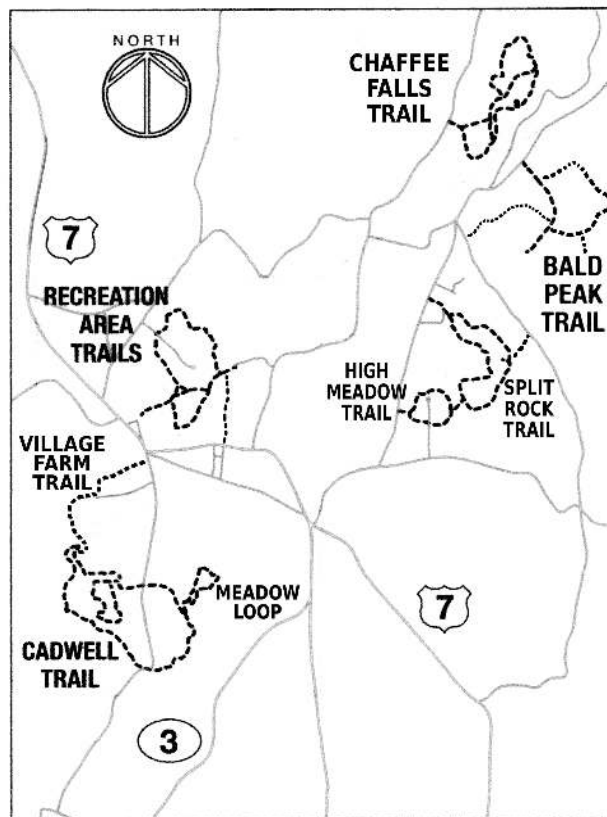 NORTH
CHAFFEE
FALLS
TRAIL
7
RECREATION
AREA
TRAILS
BALD
PEAK
TRAIL
HIGH
MEADOW
TRAIL
SPLIT
ROCK
TRAIL
VILLAGE
FARM
TRAIL
MEADOW
LOOP
7
CADWELL
TRAIL
3